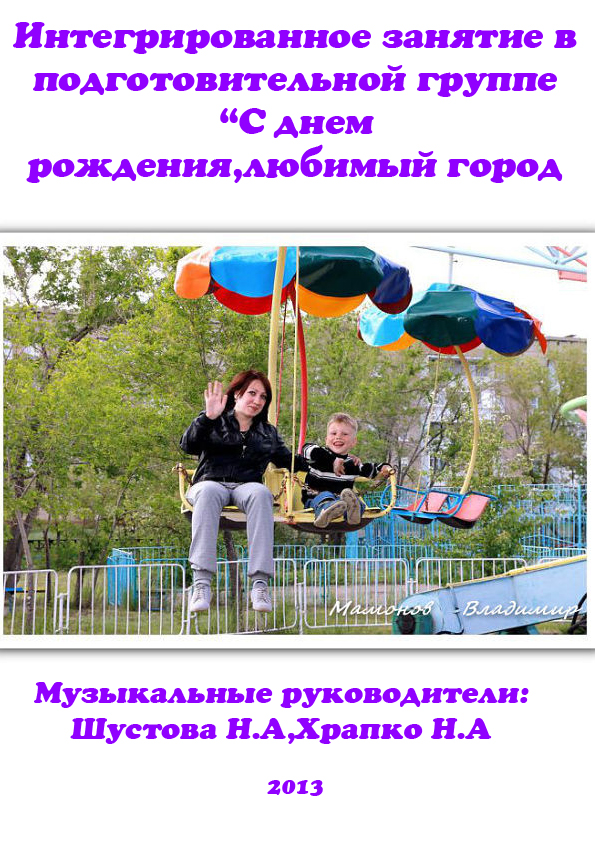 Интегрированное занятие в
подготовительной группе
“С днем
рождения,любимый город
Мамонов -Владимир
Музыкальные руководители:
Шустова Н.А,Храпко Н.А
2013